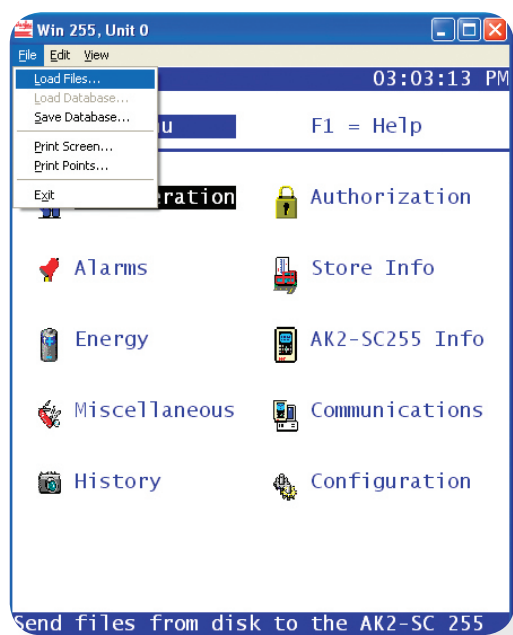 Win 255, Unit 0
File Edit View
03:03:13 PM
Load Files...
Load Database...
Save Database...
Print Screen...
Print Points...
Exit
F1 = Help
Authorization
Alarms
Store Info
Energy
AK2-SC255 Info
Miscellaneous
Communications
History
Configuration
Send files from disk to the AK2-SC 255